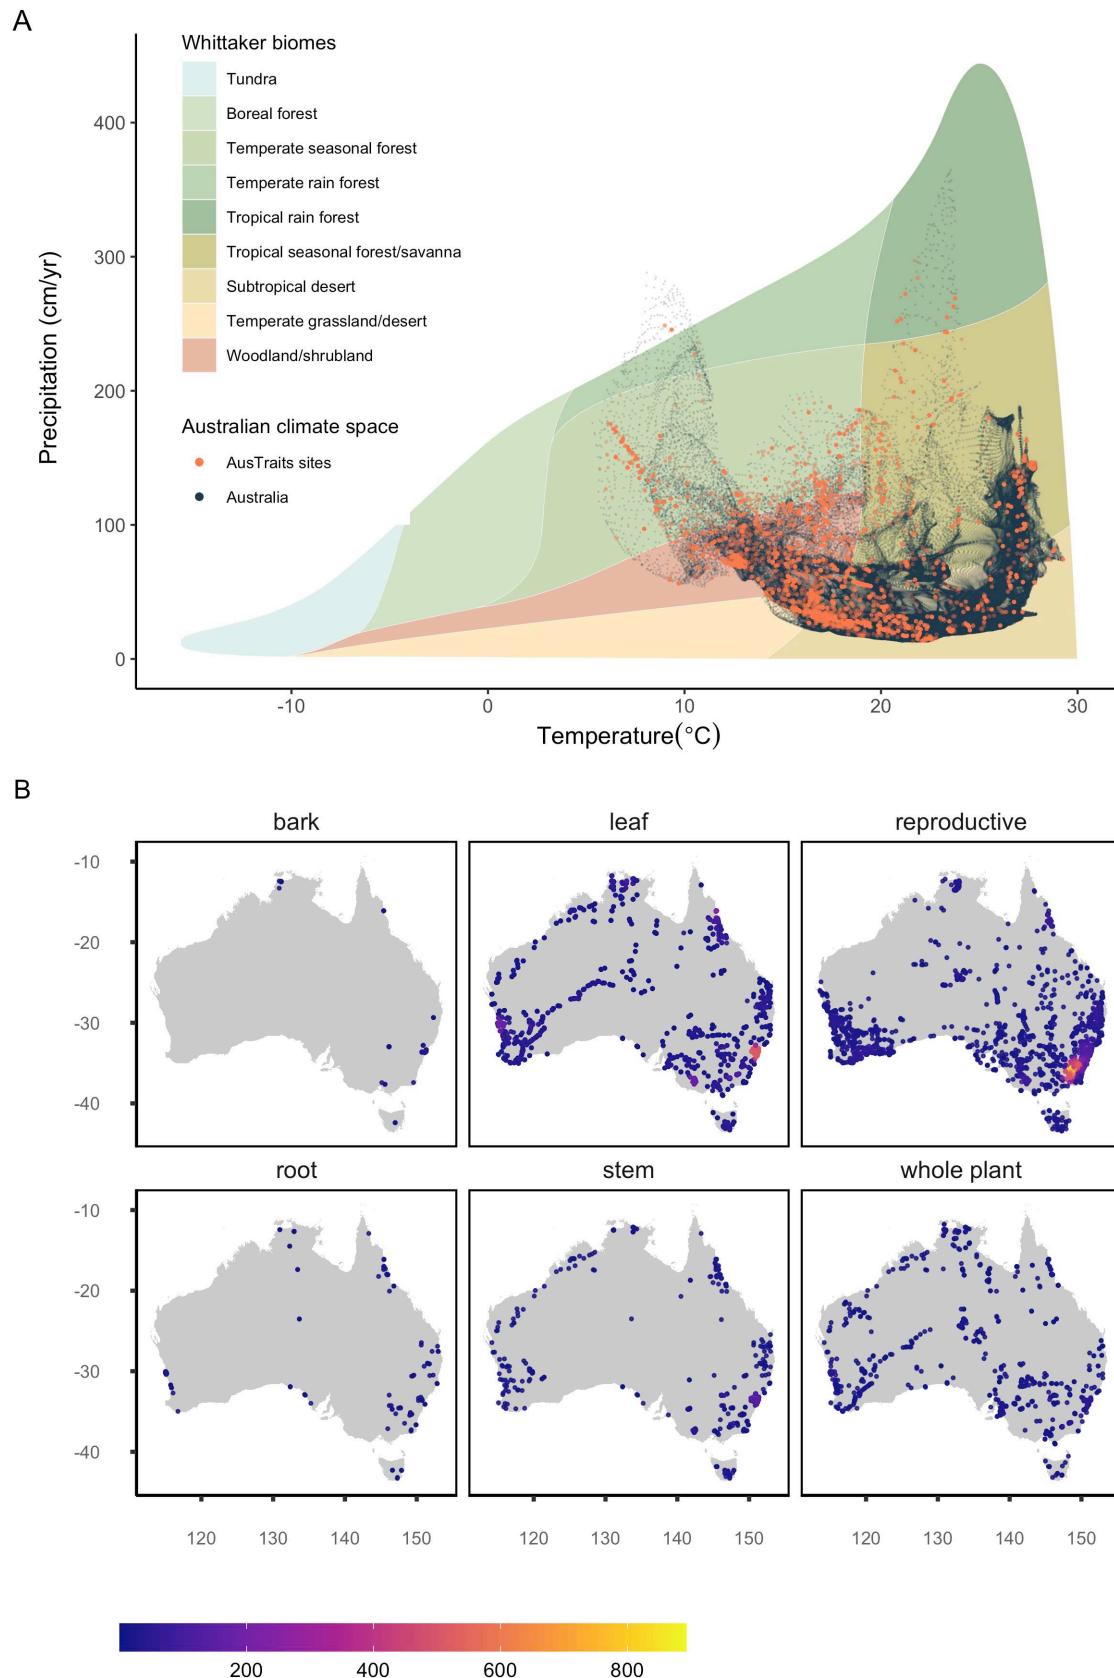 A
Whittaker biomes
Tundra
Boreal forest
Temperate seasonal forest
Temperate rain forest
Tropical rain forest
Tropical seasonal forest/savanna
Subtropical desert
Temperate grassland/desert
Woodland/shrubland
Australian climate space
AusTraits sites
Australia
Precipitation (cm/yr)
400
300
200
100
0
-10 0 10 20 30
Temperature(°C)
B
bark leaf reproductive
-10
-20
-30
-40
root stem whole plant
-10
-20
-30
-40
120 130 140 150 120 130 140 150 120 130 140 150
200 400 600 800